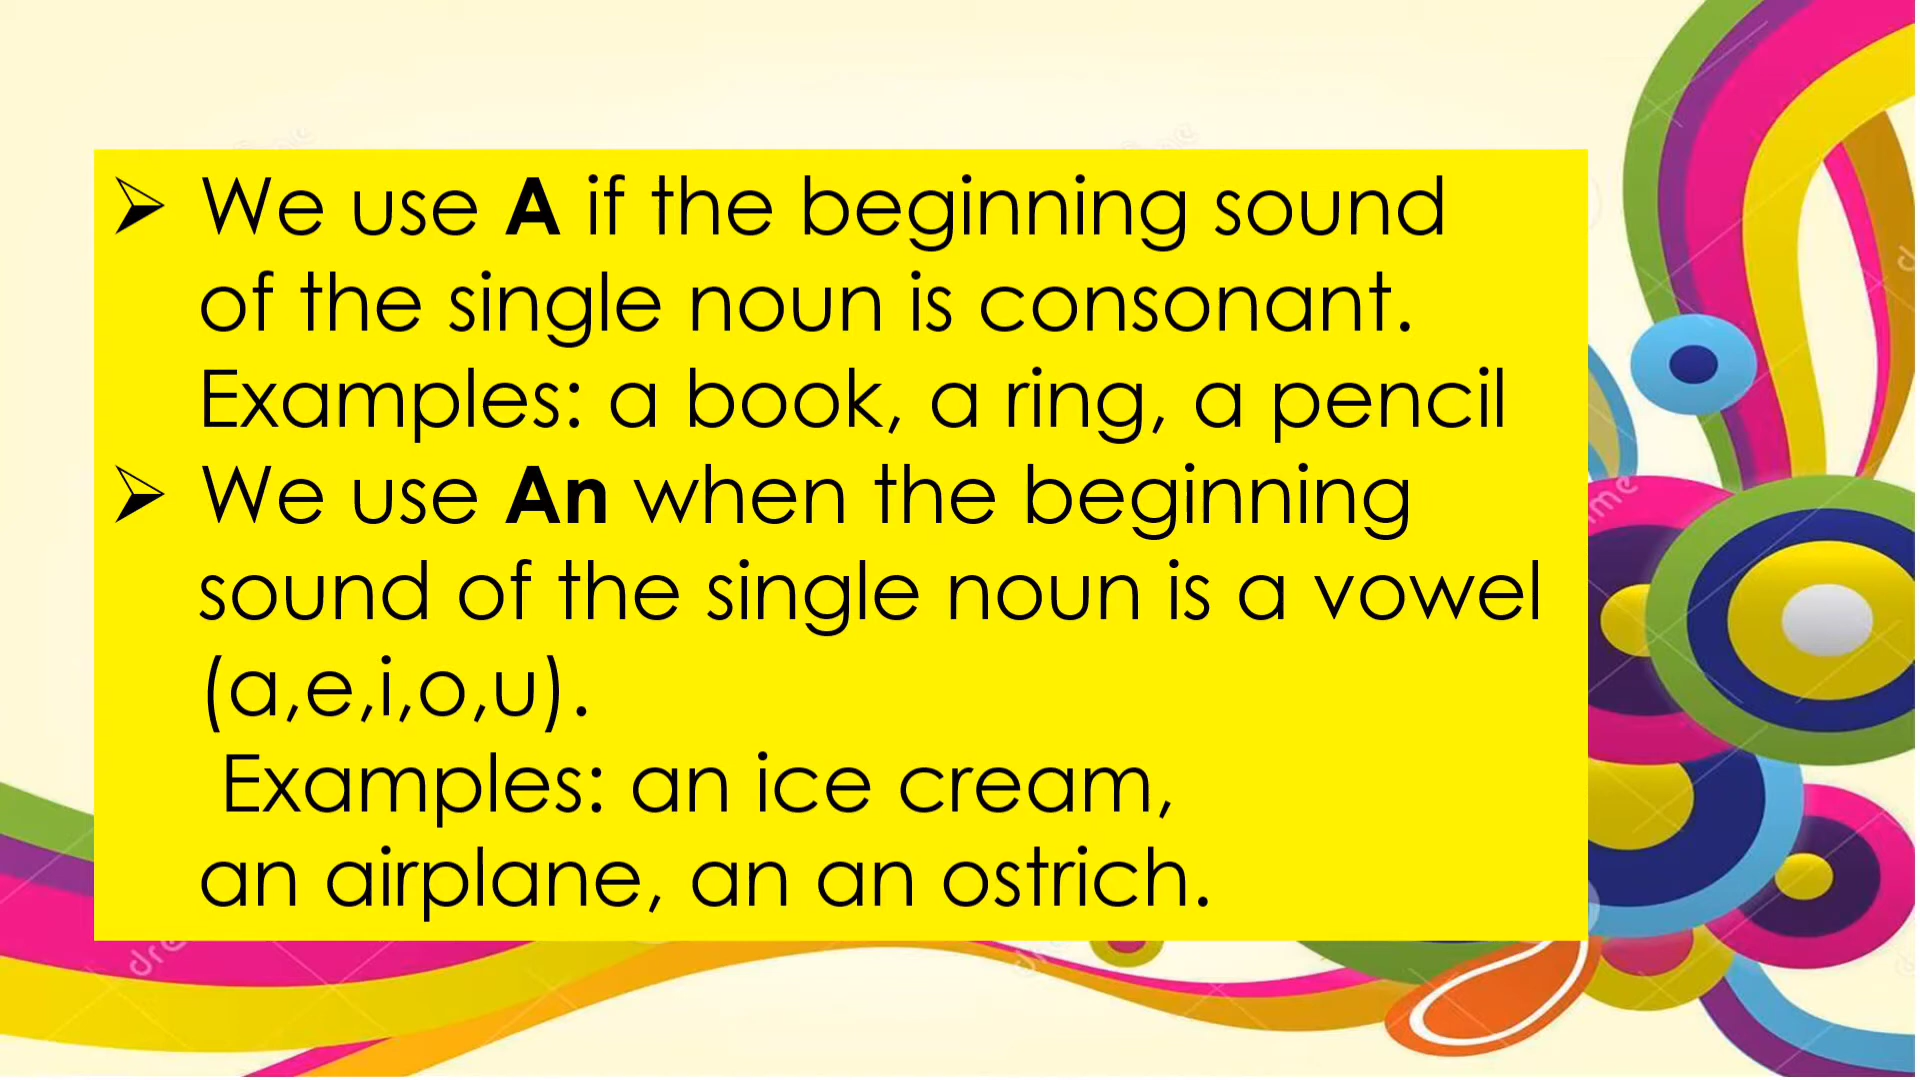 ➢ We use A if the beginning sound
of the single noun is consonant.
Examples: a book, a ring, a pencil
➢ We use An when the beginning
sound of the single noun is a vowel
(a,e,i,o,u).
Examples: an ice cream,
an airplane, an an ostrich.